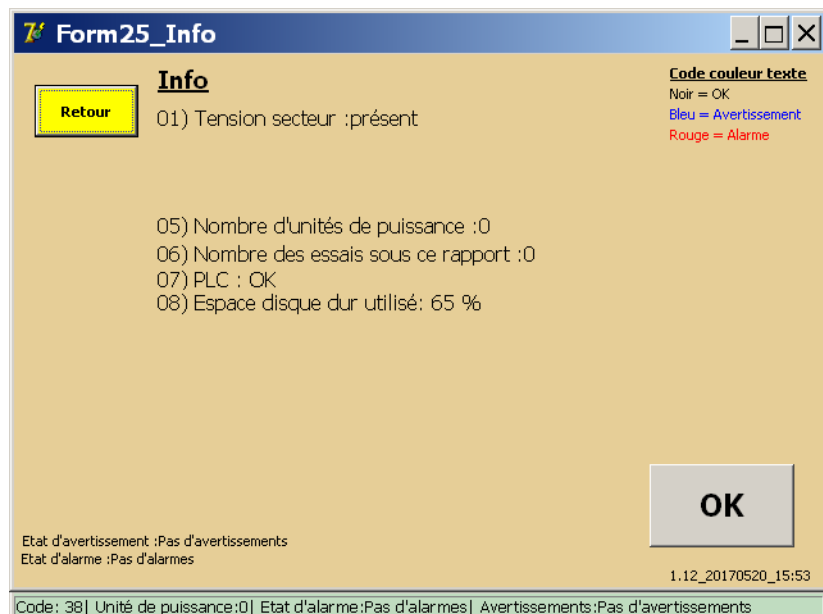 Form25_Info
Info
Retour
01) Tension secteur :présent
Code couleur texte
Noir = OK
Bleu = Avertissement
Rouge = Alarme
05) Nombre d'unités de puissance :0
06) Nombre des essais sous ce rapport :0
07) PLC : OK
08) Espace disque dur utilisé: 65 %
OK
Etat d'avertissement :Pas d'avertissements
Etat d'alarme :Pas d'alarmes
1.12_20170520_15:53
Code: 38| Unité de puissance:0| Etat d'alarme:Pas d'alarmes| Avertissements:Pas d'avertissements